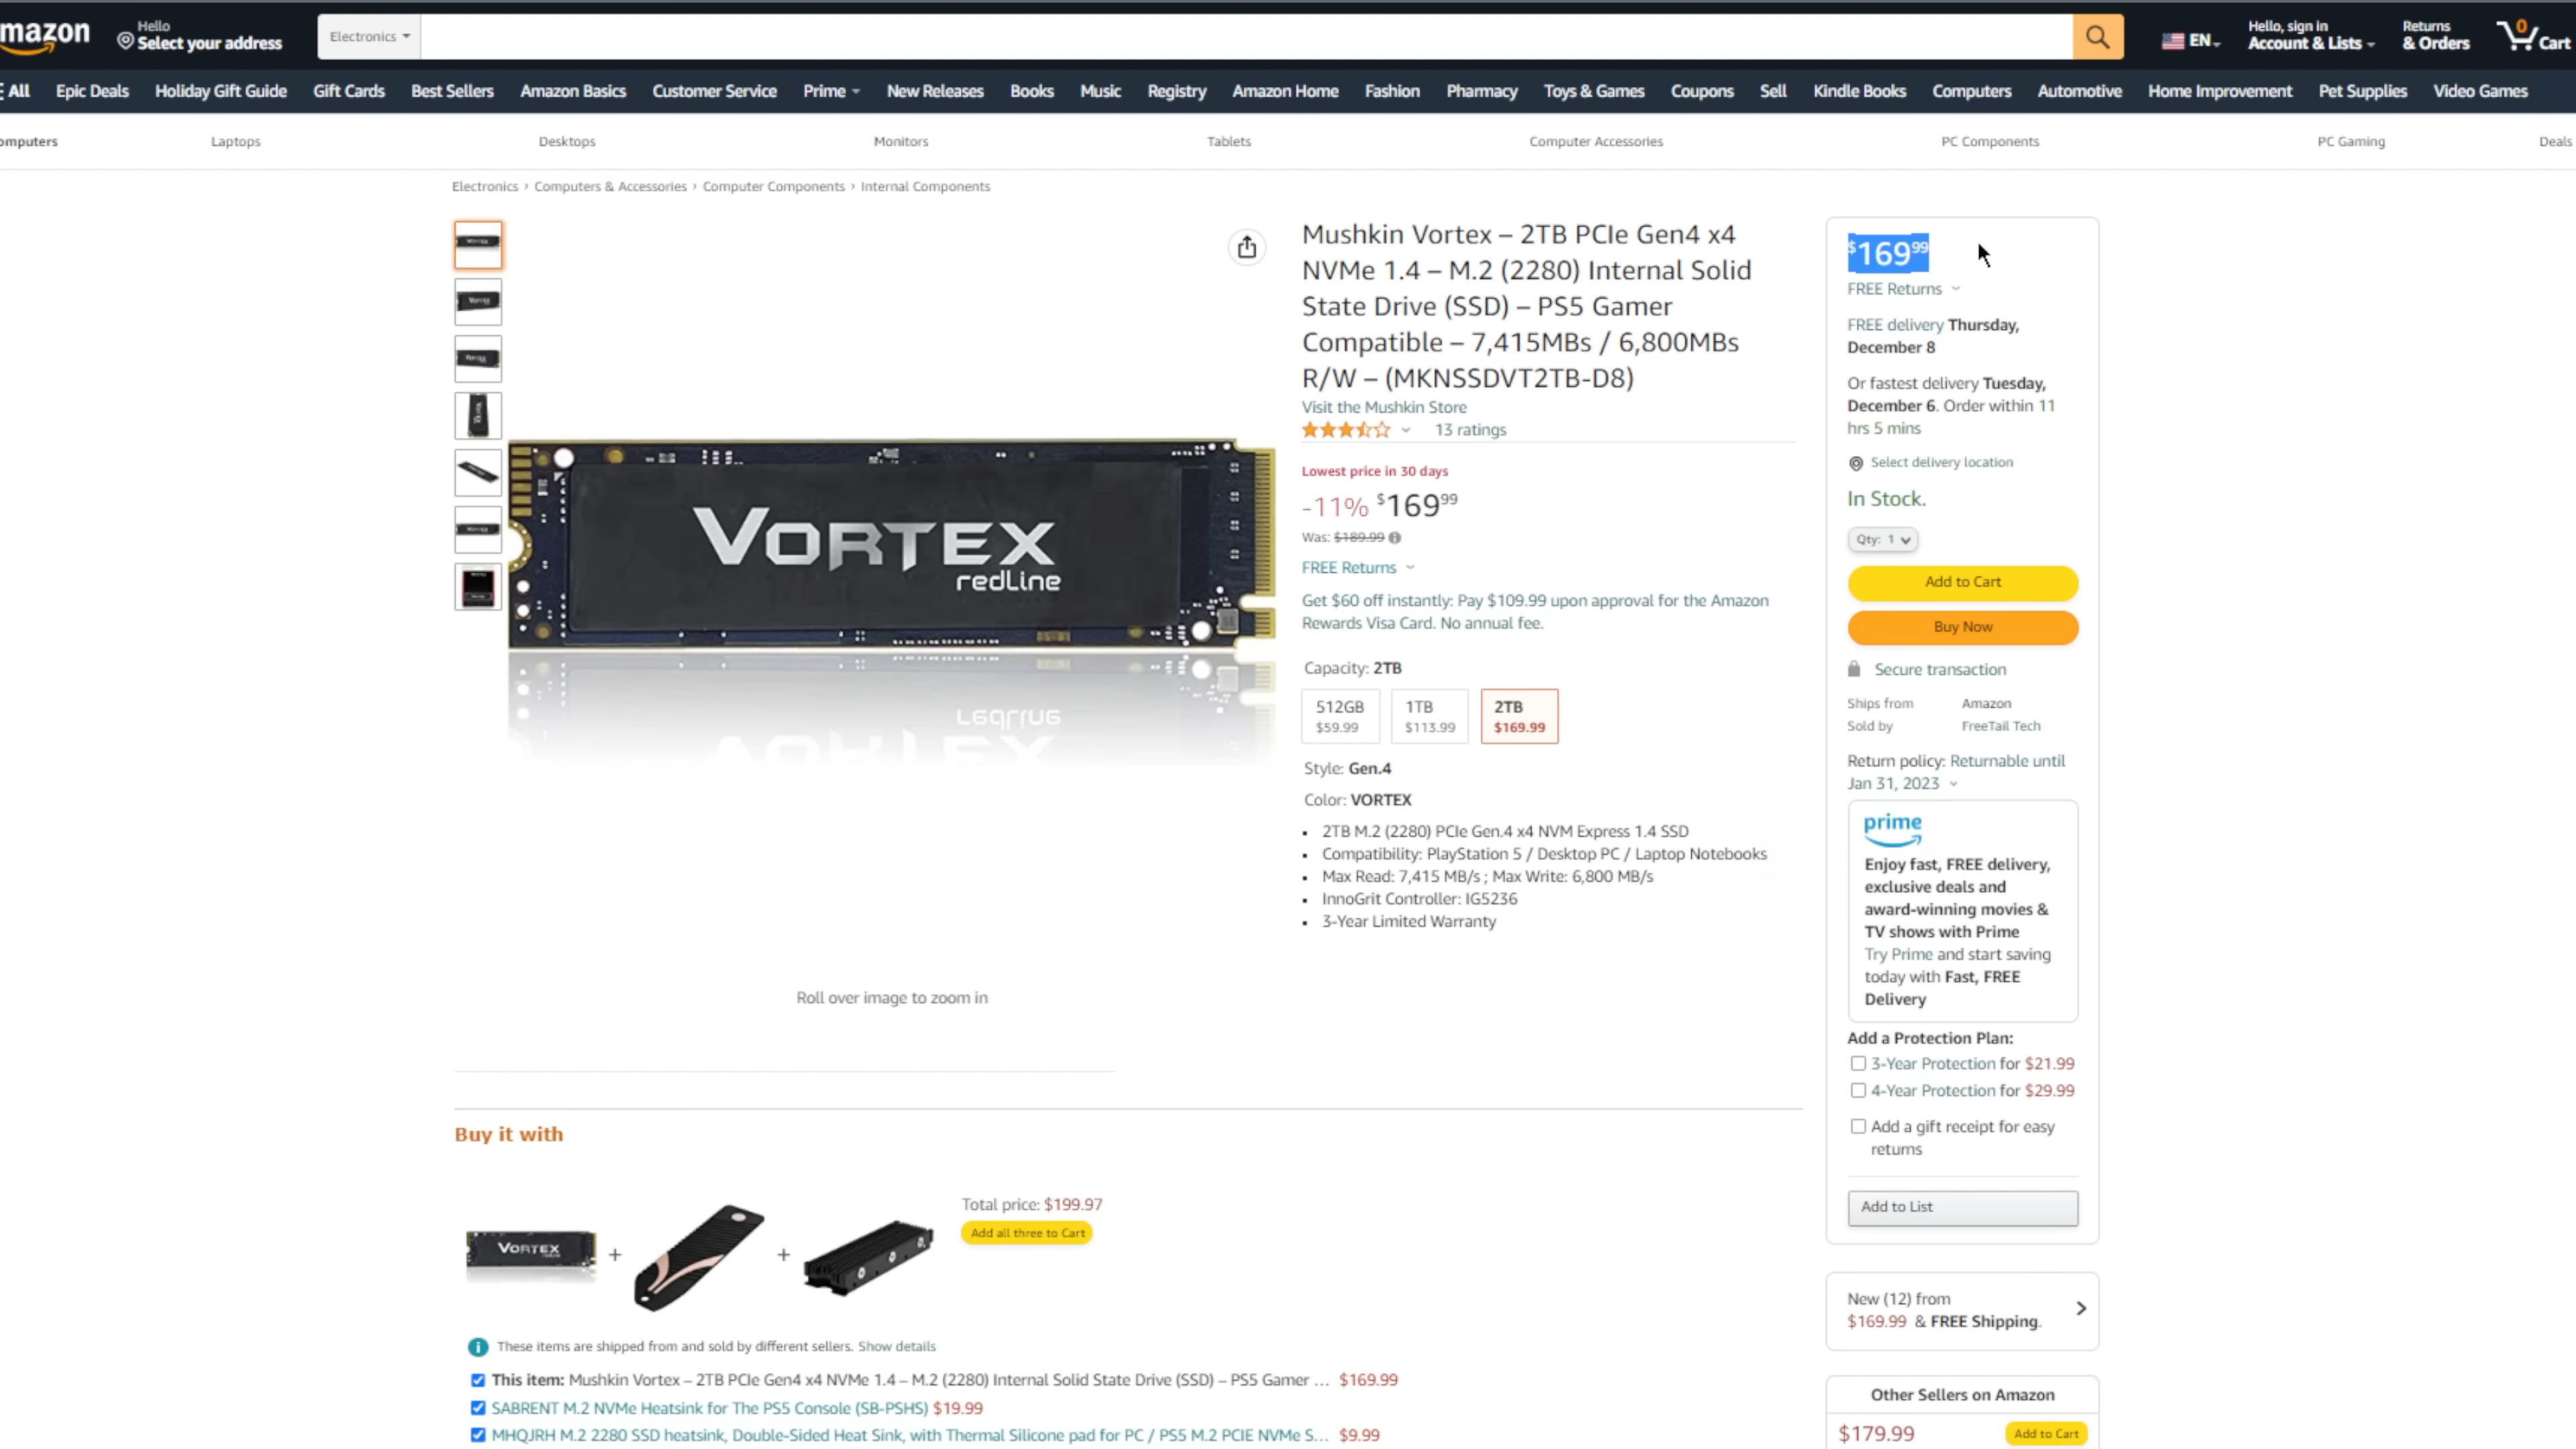 mazon
Hello
Select your address
Electronics
EN
Hello, sign in
Account & Lists
Returns
& Orders
0
Cart
All
Epic Deals
Holiday Gift Guide
Gift Cards
Best Sellers
Amazon Basics
Customer Service
Prime
New Releases
Books
Music
Registry
Amazon Home
Fashion
Pharmacy
Toys & Games
Coupons
Sell
Kindle Books
Computers
Automotive
Home Improvement
Pet Supplies
Video Games
omputers
Laptops
Desktops
Monitors
Tablets
Computer Accessories
PC Components
PC Gaming
Deals
Electronics › Computers & Accessories › Computer Components › Internal Components
VORTEX
redline
Roll over image to zoom in
Mushkin Vortex – 2TB PCIe Gen4 x4
NVMe 1.4 – M.2 (2280) Internal Solid
State Drive (SSD) – PS5 Gamer
Compatible – 7,415MBs / 6,800MBs
R/W – (MKNSSDVT2TB-D8)
Visit the Mushkin Store
13 ratings
Lowest price in 30 days
-11% $169.99
Was: $189.99
FREE Returns
Get $60 off instantly: Pay $109.99 upon approval for the Amazon
Rewards Visa Card. No annual fee.
Capacity: 2TB
512GB
$59.99
1TB
$113.99
2TB
$169.99
Style: Gen.4
Color: VORTEX
2TB M.2 (2280) PCIe Gen.4 x4 NVM Express 1.4 SSD
Compatibility: PlayStation 5 / Desktop PC / Laptop Notebooks
Max Read: 7,415 MB/s ; Max Write: 6,800 MB/s
InnoGrit Controller: IG5236
3-Year Limited Warranty
$169.99
FREE Returns
FREE delivery Thursday,
December 8
Or fastest delivery Tuesday,
December 6. Order within 11
hrs 5 mins
Select delivery location
In Stock.
Qty: 1
Add to Cart
Buy Now
Secure transaction
Ships from Amazon
Sold by FreeTail Tech
Return policy: Returnable until
Jan 31, 2023
prime
Enjoy fast, FREE delivery,
exclusive deals and
award-winning movies &
TV shows with Prime
Try Prime and start saving
today with Fast, FREE
Delivery
Add a Protection Plan:
3-Year Protection for $21.99
4-Year Protection for $29.99
Add a gift receipt for easy
returns
Add to List
New (12) from
$169.99 & FREE Shipping.
Other Sellers on Amazon
$179.99
Add to Cart
Buy it with
VORTEX
+
+
Total price: $199.97
Add all three to Cart
These items are shipped from and sold by different sellers. Show details
This item: Mushkin Vortex – 2TB PCIe Gen4 x4 NVMe 1.4 – M.2 (2280) Internal Solid State Drive (SSD) – PS5 Gamer … $169.99
SABRENT M.2 NVMe Heatsink for The PS5 Console (SB-PSHS) $19.99
MHQJRH M.2 2280 SSD heatsink, Double-Sided Heat Sink, with Thermal Silicone pad for PC / PS5 M.2 PCIE NVMe S… $9.99